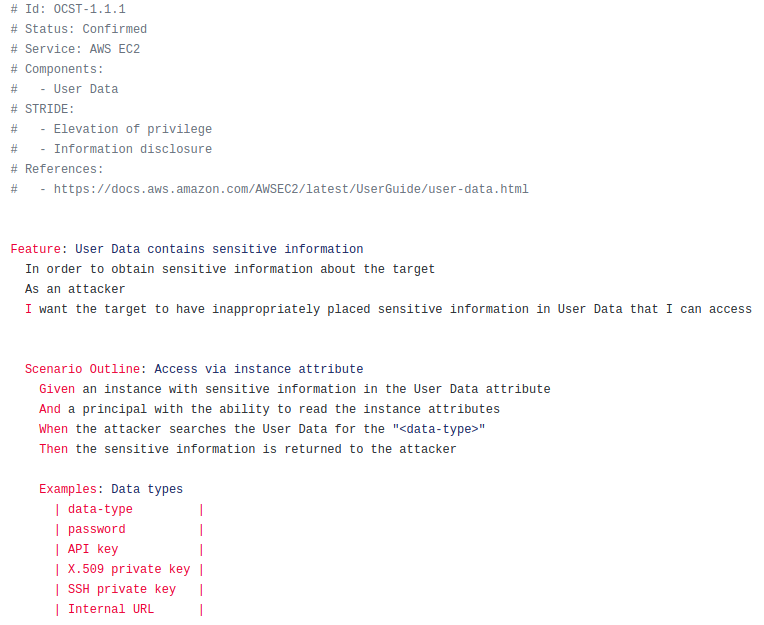 # Id: OCST-1.1.1
# Status: Confirmed
# Service: AWS EC2
# Components:
#   - User Data
# STRIDE:
#   - Elevation of privilege
#   - Information disclosure
# References:
#   - https://docs.aws.amazon.com/AWSEC2/latest/UserGuide/user-data.html
Feature: User Data contains sensitive information
  In order to obtain sensitive information about the target
  As an attacker
  I want the target to have inappropriately placed sensitive information in User Data that I can access
  Scenario Outline: Access via instance attribute
    Given an instance with sensitive information in the User Data attribute
    And a principal with the ability to read the instance attributes
    When the attacker searches the User Data for the "<data-type>"
    Then the sensitive information is returned to the attacker
    Examples: Data types
      | data-type         |
      | password          |
      | API key           |
      | X.509 private key |
      | SSH private key   |
      | Internal URL      |